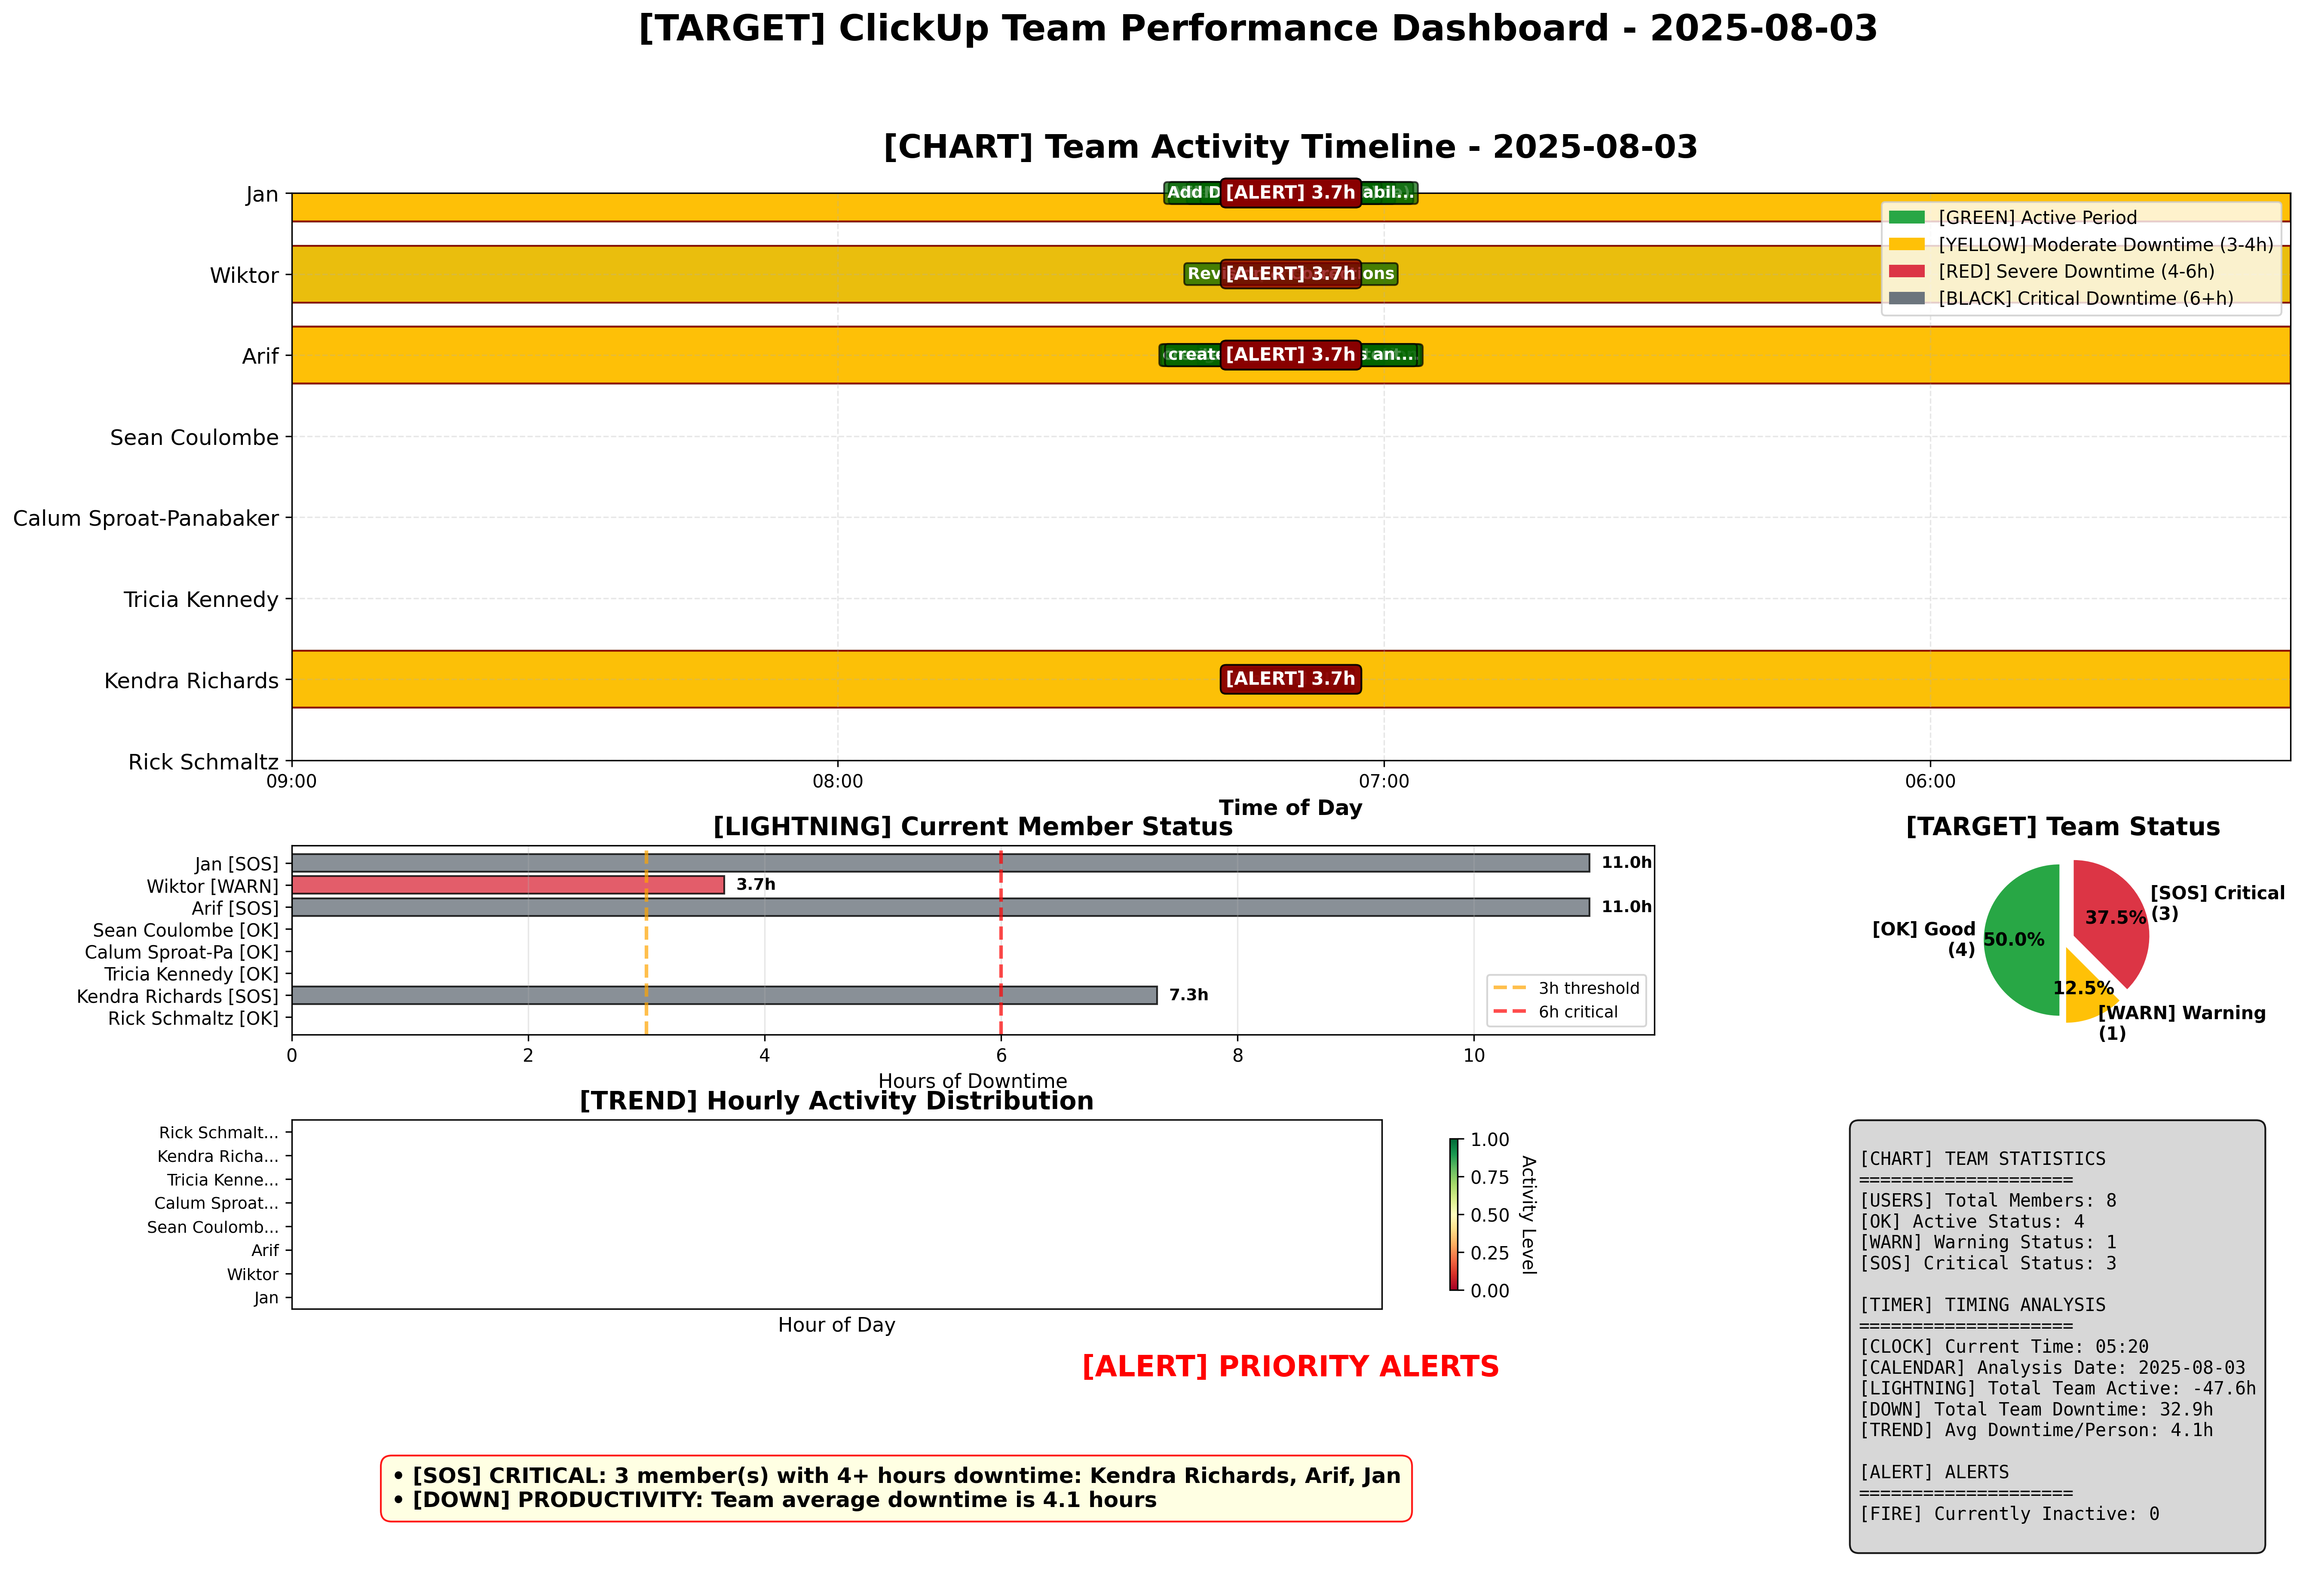 [TARGET] ClickUp Team Performance Dashboard - 2025-08-03
[CHART] Team Activity Timeline - 2025-08-03
Jan
Add D
[ALERT] 3.7h
abil...
Wiktor
[ALERT] 3.7h
Arif
create
[ALERT] 3.7h
s an...
Sean Coulombe
Calum Sproat-Panabaker
Tricia Kennedy
Kendra Richards
[ALERT] 3.7h
Rick Schmaltz
[GREEN] Active Period
[YELLOW] Moderate Downtime (3-4h)
[RED] Severe Downtime (4-6h)
[BLACK] Critical Downtime (6+h)
09:00
08:00
07:00
06:00
Time of Day
[LIGHTNING] Current Member Status
Jan [SOS]
11.0h
Wiktor [WARN]
3.7h
Arif [SOS]
11.0h
Sean Coulombe [OK]
Calum Sproat-Pa [OK]
Tricia Kennedy [OK]
Kendra Richards [SOS]
7.3h
Rick Schmaltz [OK]
3h threshold
6h critical
0
2
4
6
8
10
Hours of Downtime
[TARGET] Team Status
[OK] Good
(4)
50.0%
[SOS] Critical
(3)
37.5%
12.5%
[WARN] Warning
(1)
[TREND] Hourly Activity Distribution
Rick Schmalt...
Kendra Richa...
Tricia Kenne...
Calum Sproat...
Sean Coulomb...
Arif
Wiktor
Jan
Hour of Day
1.00
0.75
0.50
0.25
0.00
Activity Level
[CHART] TEAM STATISTICS
====================
[USERS] Total Members: 8
[OK] Active Status: 4
[WARN] Warning Status: 1
[SOS] Critical Status: 3
[TIMER] TIMING ANALYSIS
====================
[CLOCK] Current Time: 05:20
[CALENDAR] Analysis Date: 2025-08-03
[LIGHTNING] Total Team Active: -47.6h
[DOWN] Total Team Downtime: 32.9h
[TREND] Avg Downtime/Person: 4.1h
[ALERT] ALERTS
====================
[FIRE] Currently Inactive: 0
[ALERT] PRIORITY ALERTS
• [SOS] CRITICAL: 3 member(s) with 4+ hours downtime: Kendra Richards, Arif, Jan
• [DOWN] PRODUCTIVITY: Team average downtime is 4.1 hours